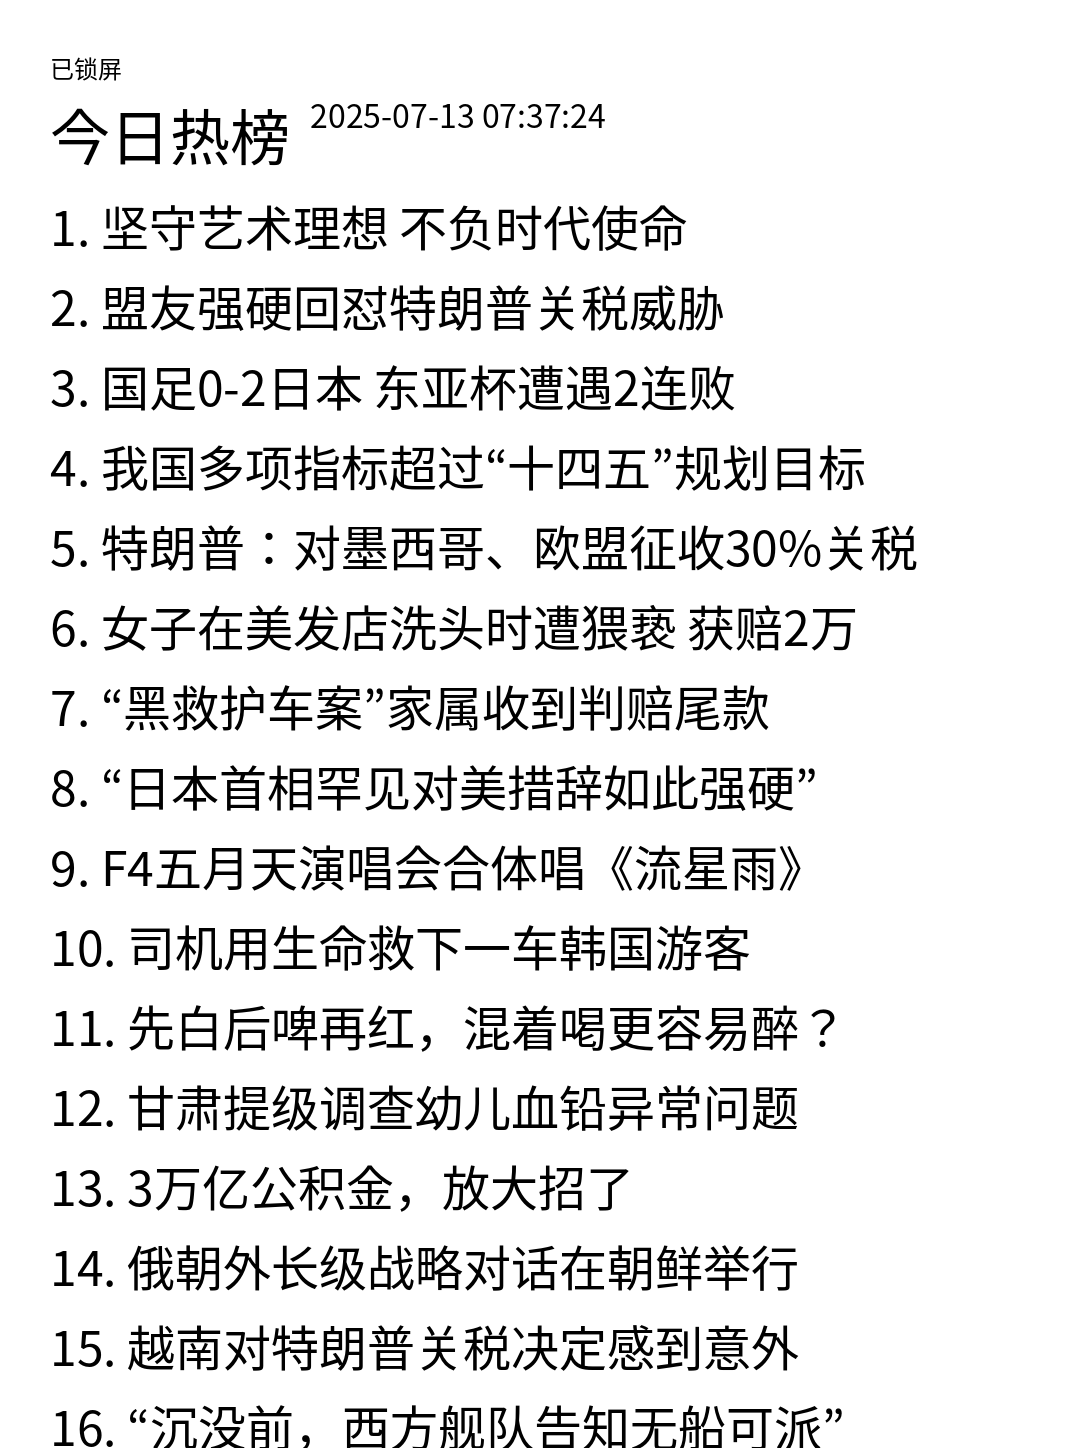 已锁屏
今日热榜 2025-07-13 07:37:24
1. 坚守艺术理想 不负时代使命
2. 盟友强硬回怼特朗普关税威胁
3. 国足0-2日本 东亚杯遭遇2连败
4. 我国多项指标超过“十四五”规划目标
5. 特朗普：对墨西哥、欧盟征收30%关税
6. 女子在美发店洗头时遭猥亵 获赔2万
7. “黑救护车案”家属收到判赔尾款
8. “日本首相罕见对美措辞如此强硬”
9. F4五月天演唱会合体唱《流星雨》
10. 司机用生命救下一车韩国游客
11. 先白后啤再红，混着喝更容易醉？
12. 甘肃提级调查幼儿血铅异常问题
13. 3万亿公积金，放大招了
14. 俄朝外长级战略对话在朝鲜举行
15. 越南对特朗普关税决定感到意外
16. “沉没前，西方舰队告知无船可派”